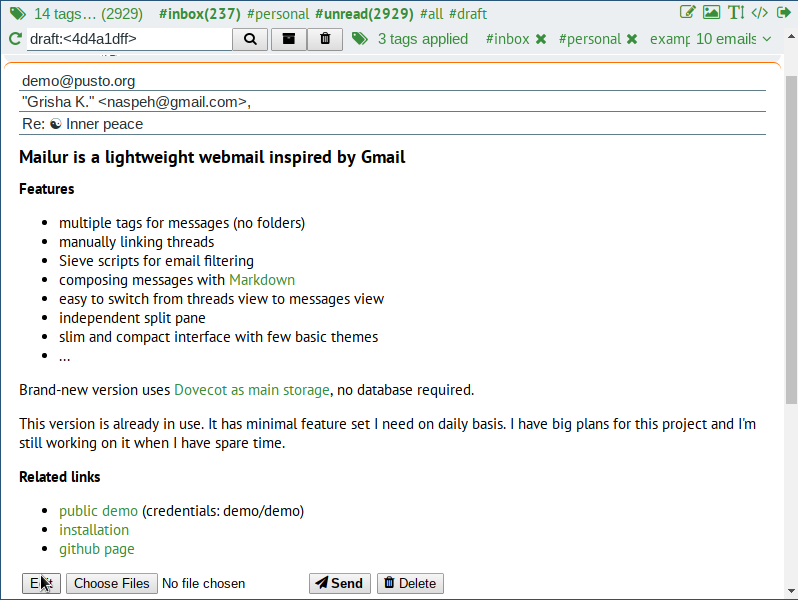 14 tags… (2929) #inbox(237) #personal #unread(2929) #all #draft
draft:<4d4a1dff> 3 tags applied #inbox #personal examp 10 emails
demo@pusto.org
"Grisha K." <naspeh@gmail.com>,
Re: ☯ Inner peace
Mailur is a lightweight webmail inspired by Gmail
Features
• multiple tags for messages (no folders)
• manually linking threads
• Sieve scripts for email filtering
• composing messages with Markdown
• easy to switch from threads view to messages view
• independent split pane
• slim and compact interface with few basic themes
• ...
Brand-new version uses Dovecot as main storage, no database required.
This version is already in use. It has minimal feature set I need on daily basis. I have big plans for this project and I'm
still working on it when I have spare time.
Related links
• public demo (credentials: demo/demo)
• installation
• github page
Choose Files No file chosen Send Delete